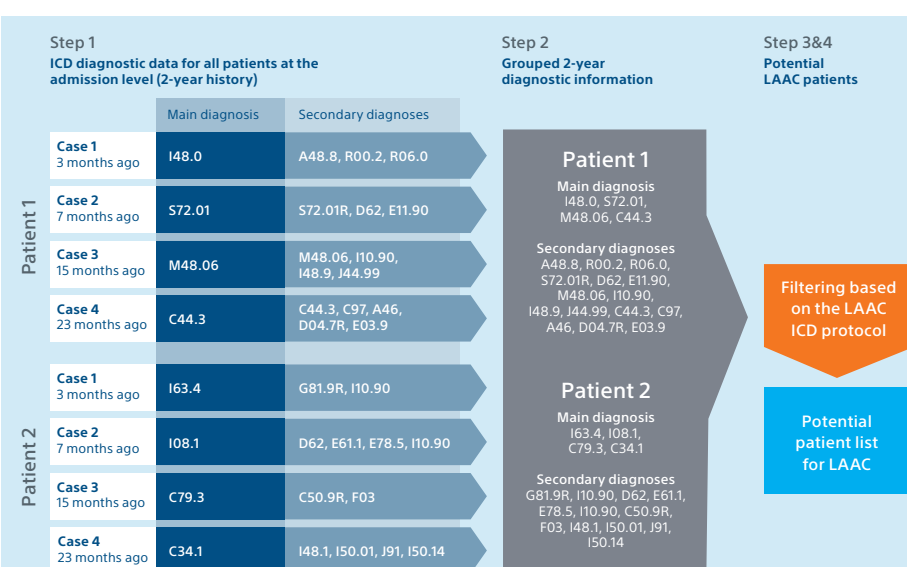 Step 1
ICD diagnostic data for all patients at the
admission level (2-year history)
Main diagnosis
Secondary diagnoses
Patient 1
Case 1
3 months ago
I48.0
A48.8, R00.2, R06.0
Case 2
7 months ago
S72.01
S72.01R, D62, E11.90
Case 3
15 months ago
M48.06
M48.06, I10.90,
I48.9, J44.99
Case 4
23 months ago
C44.3
C44.3, C97, A46,
D04.7R, E03.9
Patient 2
Case 1
3 months ago
I63.4
G81.9R, I10.90
Case 2
7 months ago
I08.1
D62, E61.1, E78.5, I10.90
Case 3
15 months ago
C79.3
C50.9R, F03
Case 4
23 months ago
C34.1
I48.1, I50.01, J91, I50.14
Step 2
Grouped 2-year
diagnostic information
Patient 1
Main diagnosis
I48.0, S72.01,
M48.06, C44.3
Secondary diagnoses
A48.8, R00.2, R06.0,
S72.01R, D62, E11.90,
M48.06, I10.90,
I48.9, J44.99, C44.3, C97,
A46, D04.7R, E03.9
Patient 2
Main diagnosis
I63.4, I08.1,
C79.3, C34.1
Secondary diagnoses
G81.9R, I10.90, D62, E61.1,
E78.5, I10.90, C50.9R,
F03, I48.1, I50.01, J91,
I50.14
Step 3&4
Potential
LAAC patients
Filtering based
on the LAAC
ICD protocol
Potential
patient list
for LAAC